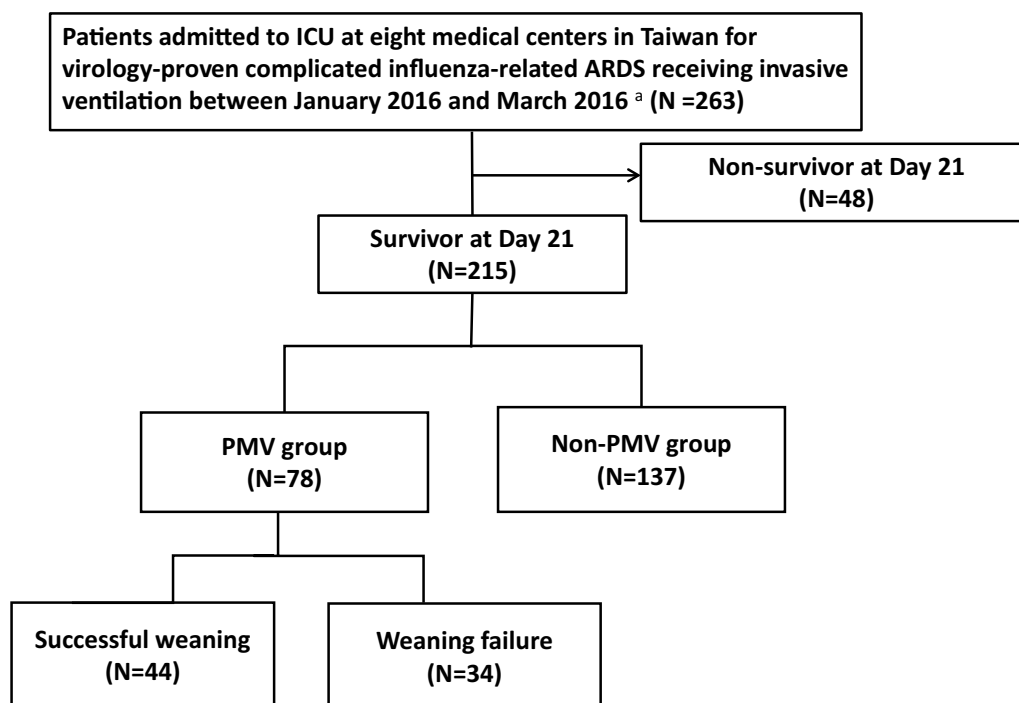 Patients admitted to ICU at eight medical centers in Taiwan for
virology-proven complicated influenza-related ARDS receiving invasive
ventilation between January 2016 and March 2016 ᵃ (N =263)
Non-survivor at Day 21
(N=48)
Survivor at Day 21
(N=215)
PMV group
(N=78)
Non-PMV group
(N=137)
Successful weaning
(N=44)
Weaning failure
(N=34)